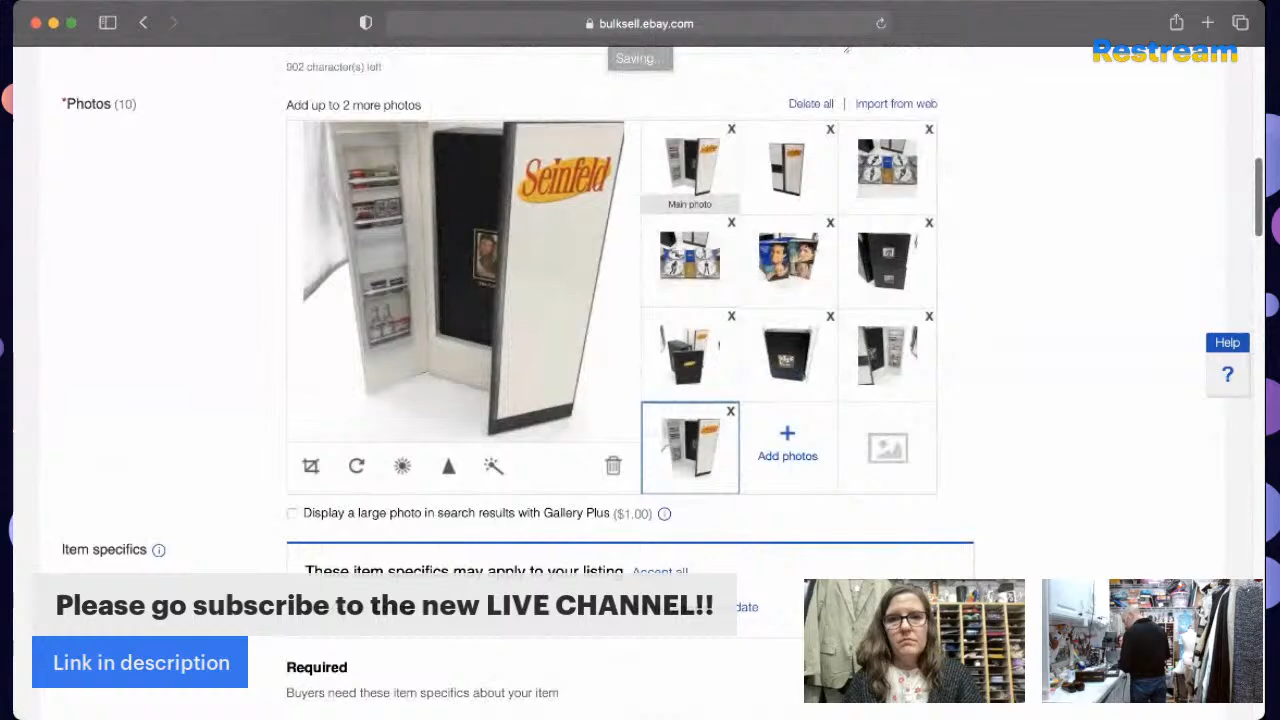 bulksell.ebay.com
Restream
Saving...
902 character(s) left
*Photos (10)
Add up to 2 more photos
Delete all | Import from web
X
X
X
Seinfeld
Main photo
X
X
X
X
X
X
X
+
Add photos
Help
?
Display a large photo in search results with Gallery Plus ($1.00)
Item specifics
These item specifics may apply to your listing. Accept all
Please go subscribe to the new LIVE CHANNEL!!
date
Link in description
Required
Buyers need these item specifics about your item